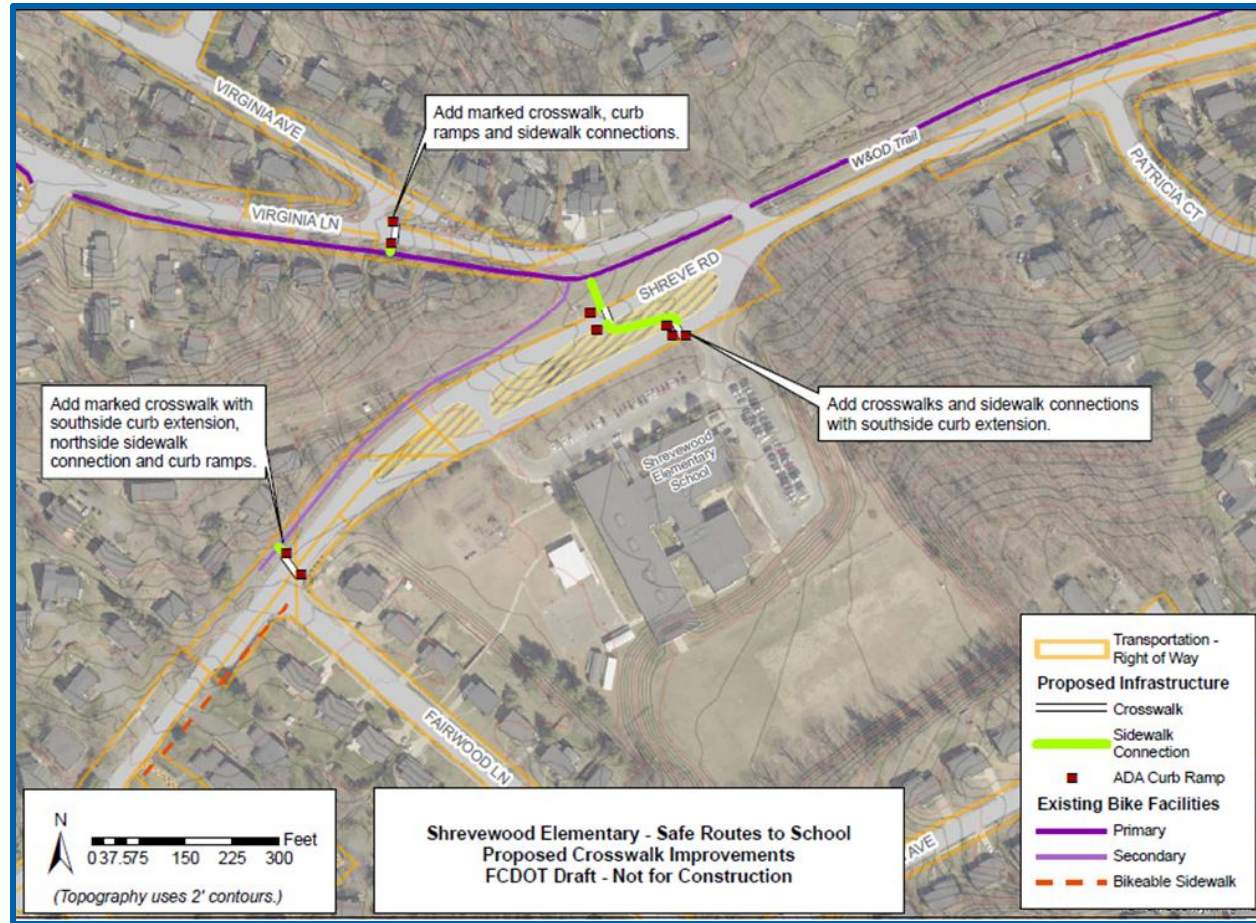 VIRGINIA AVE
Add marked crosswalk, curb
ramps and sidewalk connections.
W&OD Trail
PATRICIA CT
VIRGINIA LN
SHREVE RD
Add marked crosswalk with
southside curb extension,
northside sidewalk
connection and curb ramps.
Add crosswalks and sidewalk connections
with southside curb extension.
Shrevewood
Elementary
School
FAIRWOOD LN
AVE
Transportation -
Right of Way
Proposed Infrastructure
Crosswalk
Sidewalk
Connection
ADA Curb Ramp
Existing Bike Facilities
Primary
Secondary
Bikeable Sidewalk
N
Feet
0 37.5 75 150 225 300
(Topography uses 2' contours.)
Shrevewood Elementary - Safe Routes to School
Proposed Crosswalk Improvements
FCDOT Draft - Not for Construction